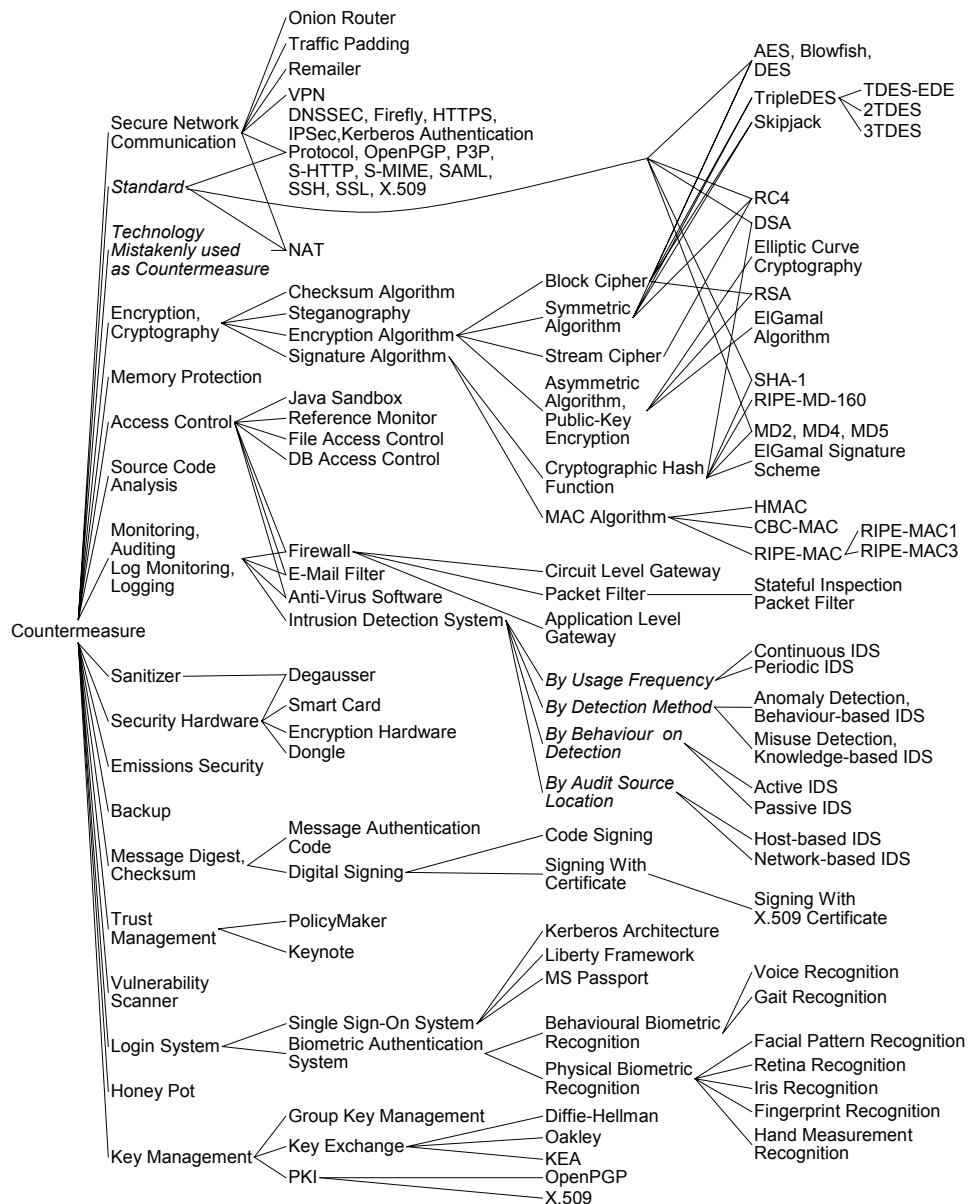 Onion Router
Traffic Padding
Remailer
VPN
DNSSEC, Firefly, HTTPS,
IPSec,Kerberos Authentication
Protocol, OpenPGP, P3P,
S-HTTP, S-MIME, SAML,
SSH, SSL, X.509
NAT
Secure Network
Communication
Standard
Technology
Mistakenly used
as Countermeasure
Encryption,
Cryptography
Memory Protection
Access Control
Source Code
Analysis
Monitoring,
Auditing
Log Monitoring,
Logging
Countermeasure
Sanitizer
Security Hardware
Emissions Security
Backup
Message Digest,
Checksum
Trust
Management
Vulnerability
Scanner
Login System
Honey Pot
Key Management
Checksum Algorithm
Steganography
Encryption Algorithm
Signature Algorithm
Java Sandbox
Reference Monitor
File Access Control
DB Access Control
Firewall
E-Mail Filter
Anti-Virus Software
Intrusion Detection System
Degausser
Smart Card
Encryption Hardware
Dongle
Message Authentication
Code
Digital Signing
PolicyMaker
Keynote
Single Sign-On System
Biometric Authentication
System
Group Key Management
Key Exchange
PKI
Block Cipher
Symmetric
Algorithm
Stream Cipher
Asymmetric
Algorithm,
Public-Key
Encryption
Cryptographic Hash
Function
MAC Algorithm
Circuit Level Gateway
Packet Filter
Application Level
Gateway
By Usage Frequency
By Detection Method
By Behaviour on
Detection
By Audit Source
Location
Code Signing
Signing With
Certificate
Kerberos Architecture
Liberty Framework
MS Passport
Behavioural Biometric
Recognition
Physical Biometric
Recognition
Diffie-Hellman
Oakley
KEA
OpenPGP
X.509
AES, Blowfish,
DES
TripleDES
Skipjack
RC4
DSA
Elliptic Curve
Cryptography
RSA
ElGamal
Algorithm
SHA-1
RIPE-MD-160
MD2, MD4, MD5
ElGamal Signature
Scheme
HMAC
CBC-MAC
RIPE-MAC
Stateful Inspection
Packet Filter
Continuous IDS
Periodic IDS
Anomaly Detection,
Behaviour-based IDS
Misuse Detection,
Knowledge-based IDS
Active IDS
Passive IDS
Host-based IDS
Network-based IDS
Signing With
X.509 Certificate
Voice Recognition
Gait Recognition
Facial Pattern Recognition
Retina Recognition
Iris Recognition
Fingerprint Recognition
Hand Measurement
Recognition
TDES-EDE
2TDES
3TDES
RIPE-MAC1
RIPE-MAC3